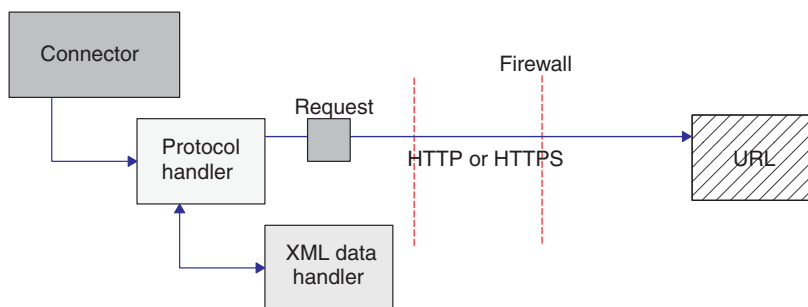 Connector
Firewall
Request
Protocol
handler
HTTP or HTTPS
URL
XML data
handler